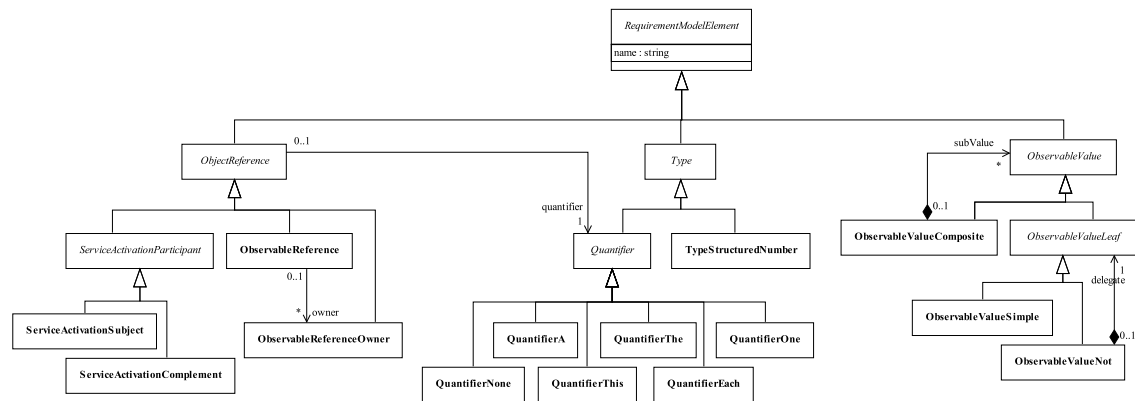 RequirementModelElement
name : string
0..1
ObjectReference
Type
subValue
*
ObservableValue
quantifier
1
0..1
ServiceActivationParticipant
ObservableReference
Quantifier
TypeStructuredNumber
ObservableValueComposite
ObservableValueLeaf
0..1
1
delegate
* owner
ServiceActivationSubject
ObservableReferenceOwner
QuantifierA
QuantifierThe
QuantifierOne
ObservableValueSimple
0..1
ObservableValueNot
ServiceActivationComplement
QuantifierNone
QuantifierThis
QuantifierEach